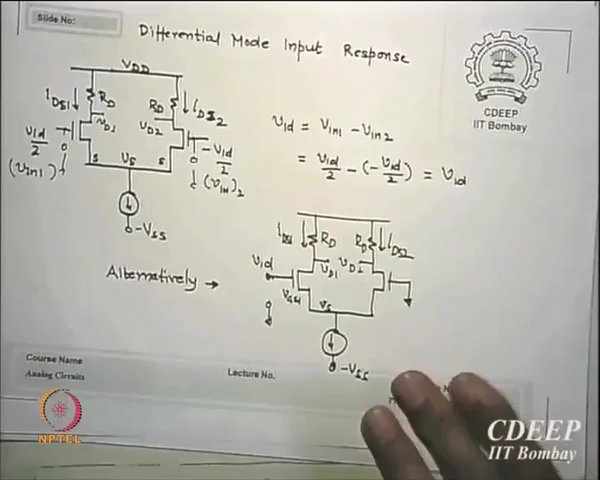 Slide No:
Differential Mode Input Response
VDD
IDS1
RD
RD
IDS2
vD1
VD2
vid/2
-vid/2
(vin1)
(vin)2
S
VS
S
-VSS
vid = Vin1 - Vin2
= vid/2 - (-vid/2) = vid
CDEEP
IIT Bombay
Alternatively →
IDS1
RD
RD
IDS2
vid
VD1
VD2
VGS1
VS
-VSS
Course Name
Analog Circuits
Lecture No.
NPTEL
CDEEP
IIT Bombay